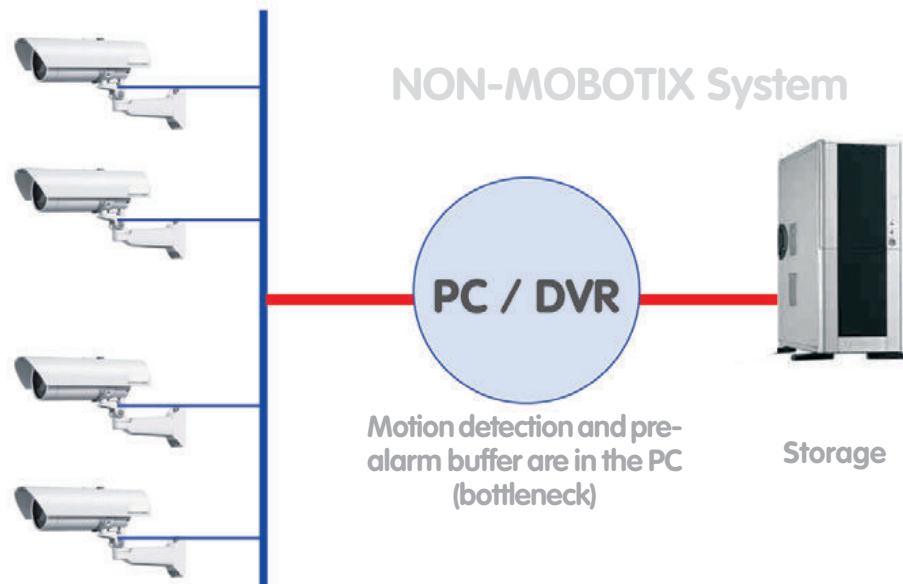 NON-MOBOTIX System
PC / DVR
Motion detection and pre-
alarm buffer are in the PC
(bottleneck)
Storage